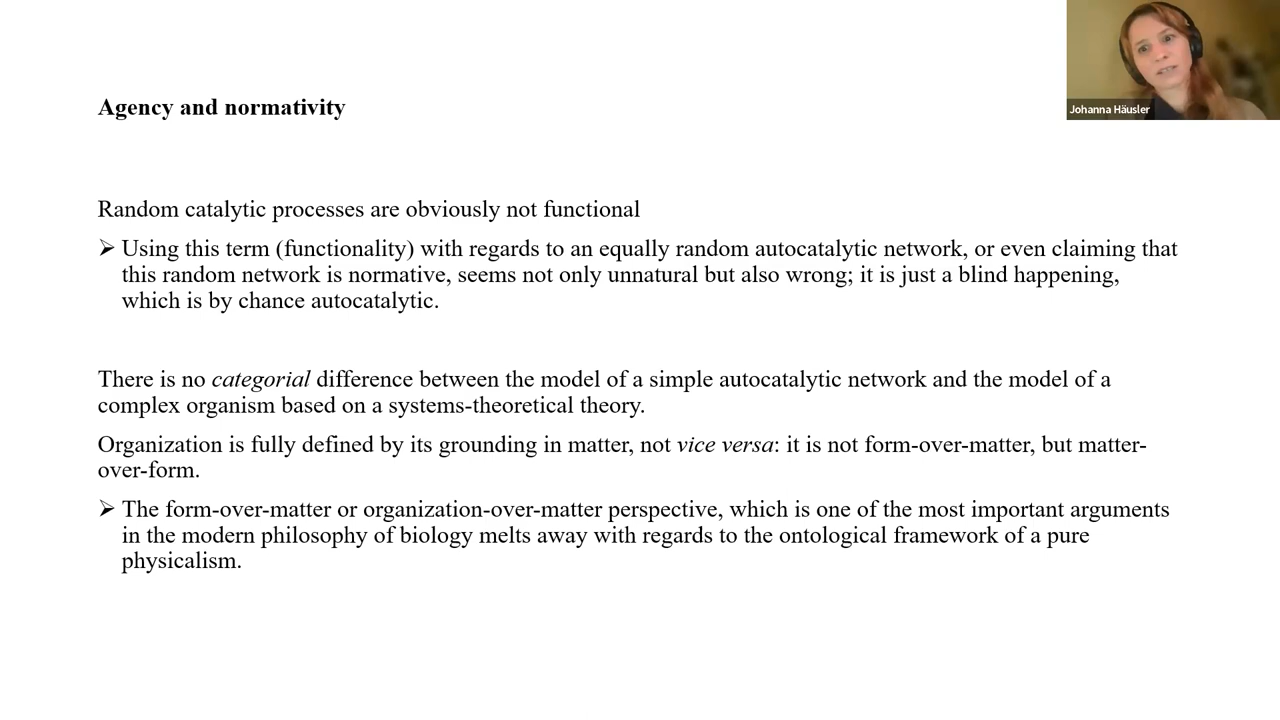 Johanna Häusler
Agency and normativity
Random catalytic processes are obviously not functional
➢ Using this term (functionality) with regards to an equally random autocatalytic network, or even claiming that
this random network is normative, seems not only unnatural but also wrong; it is just a blind happening,
which is by chance autocatalytic.
There is no categorial difference between the model of a simple autocatalytic network and the model of a
complex organism based on a systems-theoretical theory.
Organization is fully defined by its grounding in matter, not vice versa: it is not form-over-matter, but matter-
over-form.
➢ The form-over-matter or organization-over-matter perspective, which is one of the most important arguments
in the modern philosophy of biology melts away with regards to the ontological framework of a pure
physicalism.